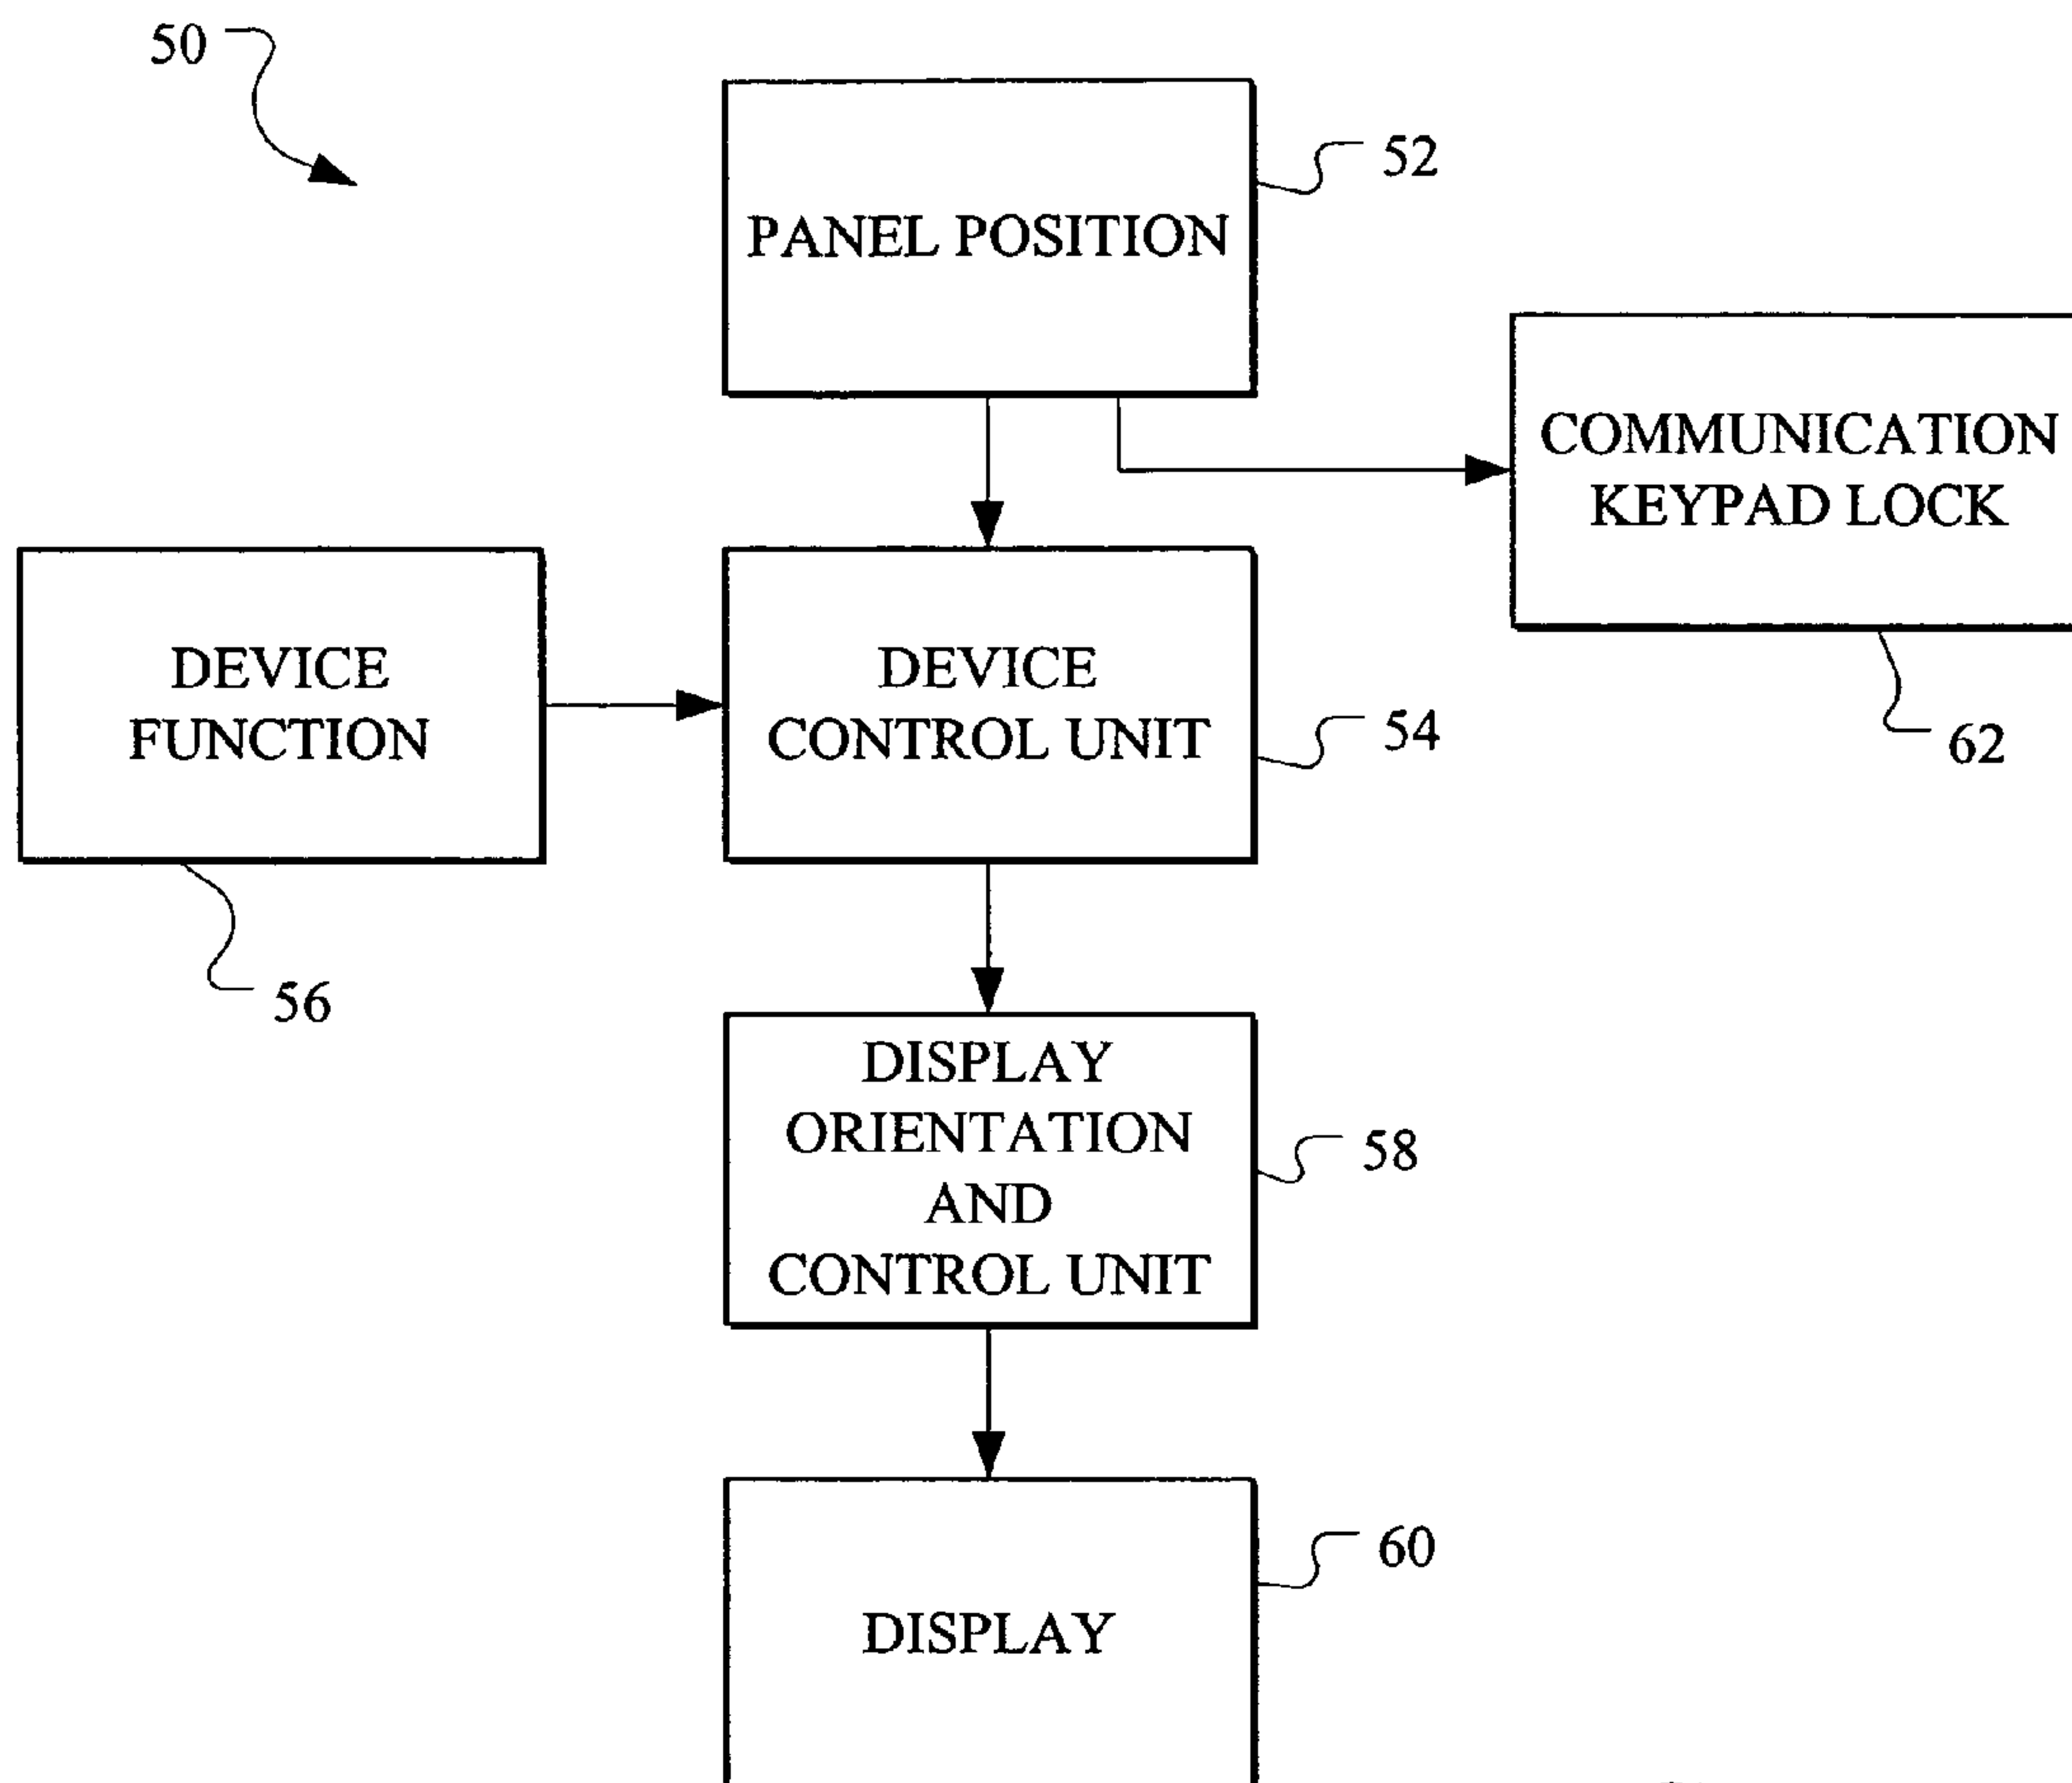 50
52
PANEL POSITION
COMMUNICATION
KEYPAD LOCK
62
DEVICE
FUNCTION
56
DEVICE
CONTROL UNIT
54
DISPLAY
ORIENTATION
AND
CONTROL UNIT
58
60
DISPLAY